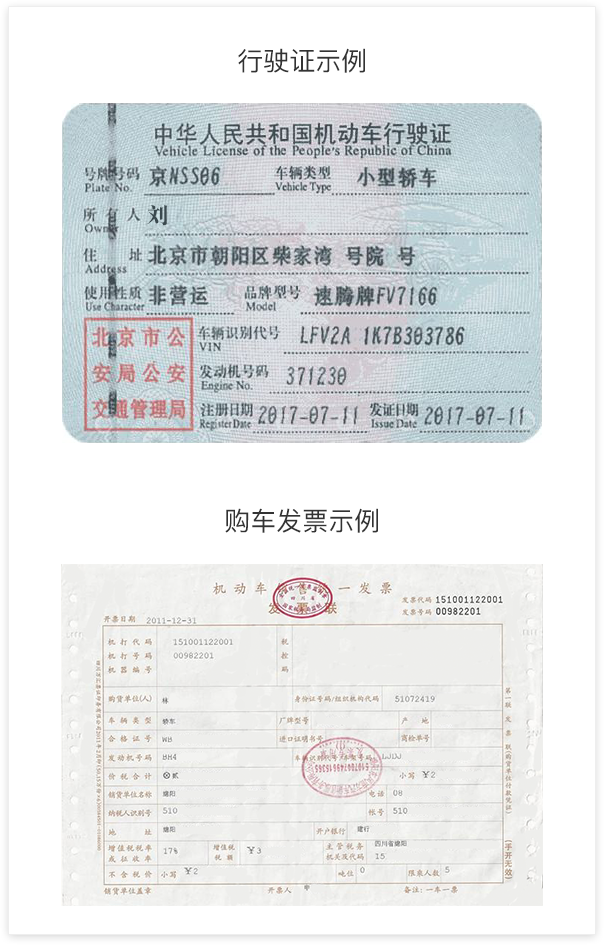 行驶证示例
中华人民共和国机动车行驶证
Vehicle License of the People's Republic of China
号牌号码 京NSS06 车辆类型 小型轿车
Plate No. Vehicle Type
所有人 刘
Owner
住址 北京市朝阳区柴家湾 号院 号
Address
使用性质 非营运 品牌型号 速腾牌FV7166
Use Character Model
北京市公 车辆识别代号 LFV2A 1K7B303786
VIN
安局公安 发动机号码 371230
Engine No.
交通管理局 注册日期 2017-07-11 发证日期 2017-07-11
Register Date Issue Date
购车发票示例
机动车 一发票
发 联
发票代码 151001122001
发票号码 00982201
开票日期 2011-12-31
机打代码 151001122001 机
机打号码 00982201 控
机器编号 码
购货单位(人) 林 身份证号码/组织机构代码 51072419
车辆类型 轿车 厂牌型号 产地
合格证号 WH 进口证明书号 商检单号
发动机号码 BH4 车辆识别代号/车架号码 LJDJ
价税合计 ⊗贰 小写 ¥2
销货单位名称 绵阳 电话 08
纳税人识别号 510 帐号 510
地址 绵阳 开户银行 建行
增值税税率 17% 增值税 ¥3 主管税务 四川省绵阳
或征收率 税额 机关及代码 15
不含税价 小写 ¥2 吨位 0 限乘人数 5
销货单位盖章 开票人 备注：一车一票
第一联 发票联(购货单位付款凭证)
(手开无效)